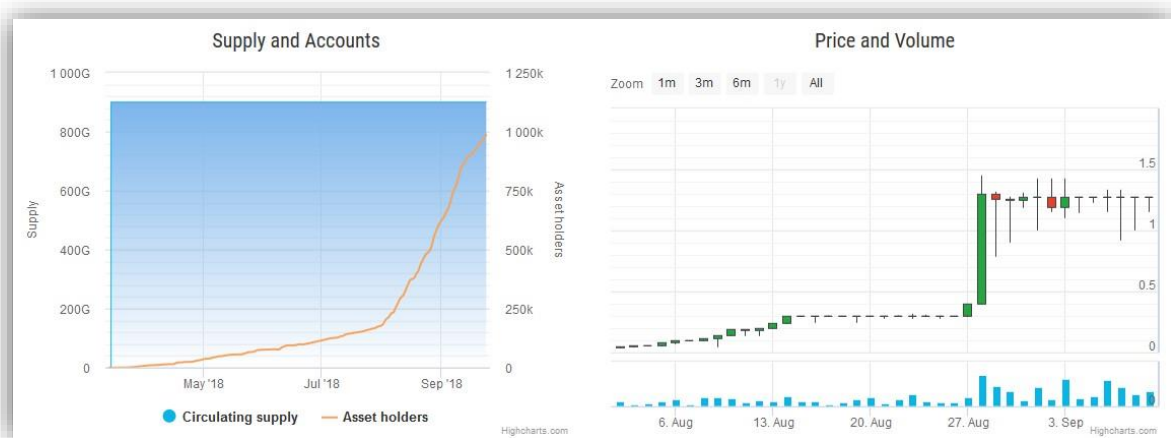 Supply and Accounts
1 000G
800G
600G
400G
200G
0
Supply
1 250k
1 000k
750k
500k
250k
0
Asset holders
May '18
Jul '18
Sep '18
Circulating supply
Asset holders
Highcharts.com
Price and Volume
Zoom 1m 3m 6m 1y All
1.5
1
0.5
0
0
6. Aug
13. Aug
20. Aug
27. Aug
3. Sep
Highcharts.com